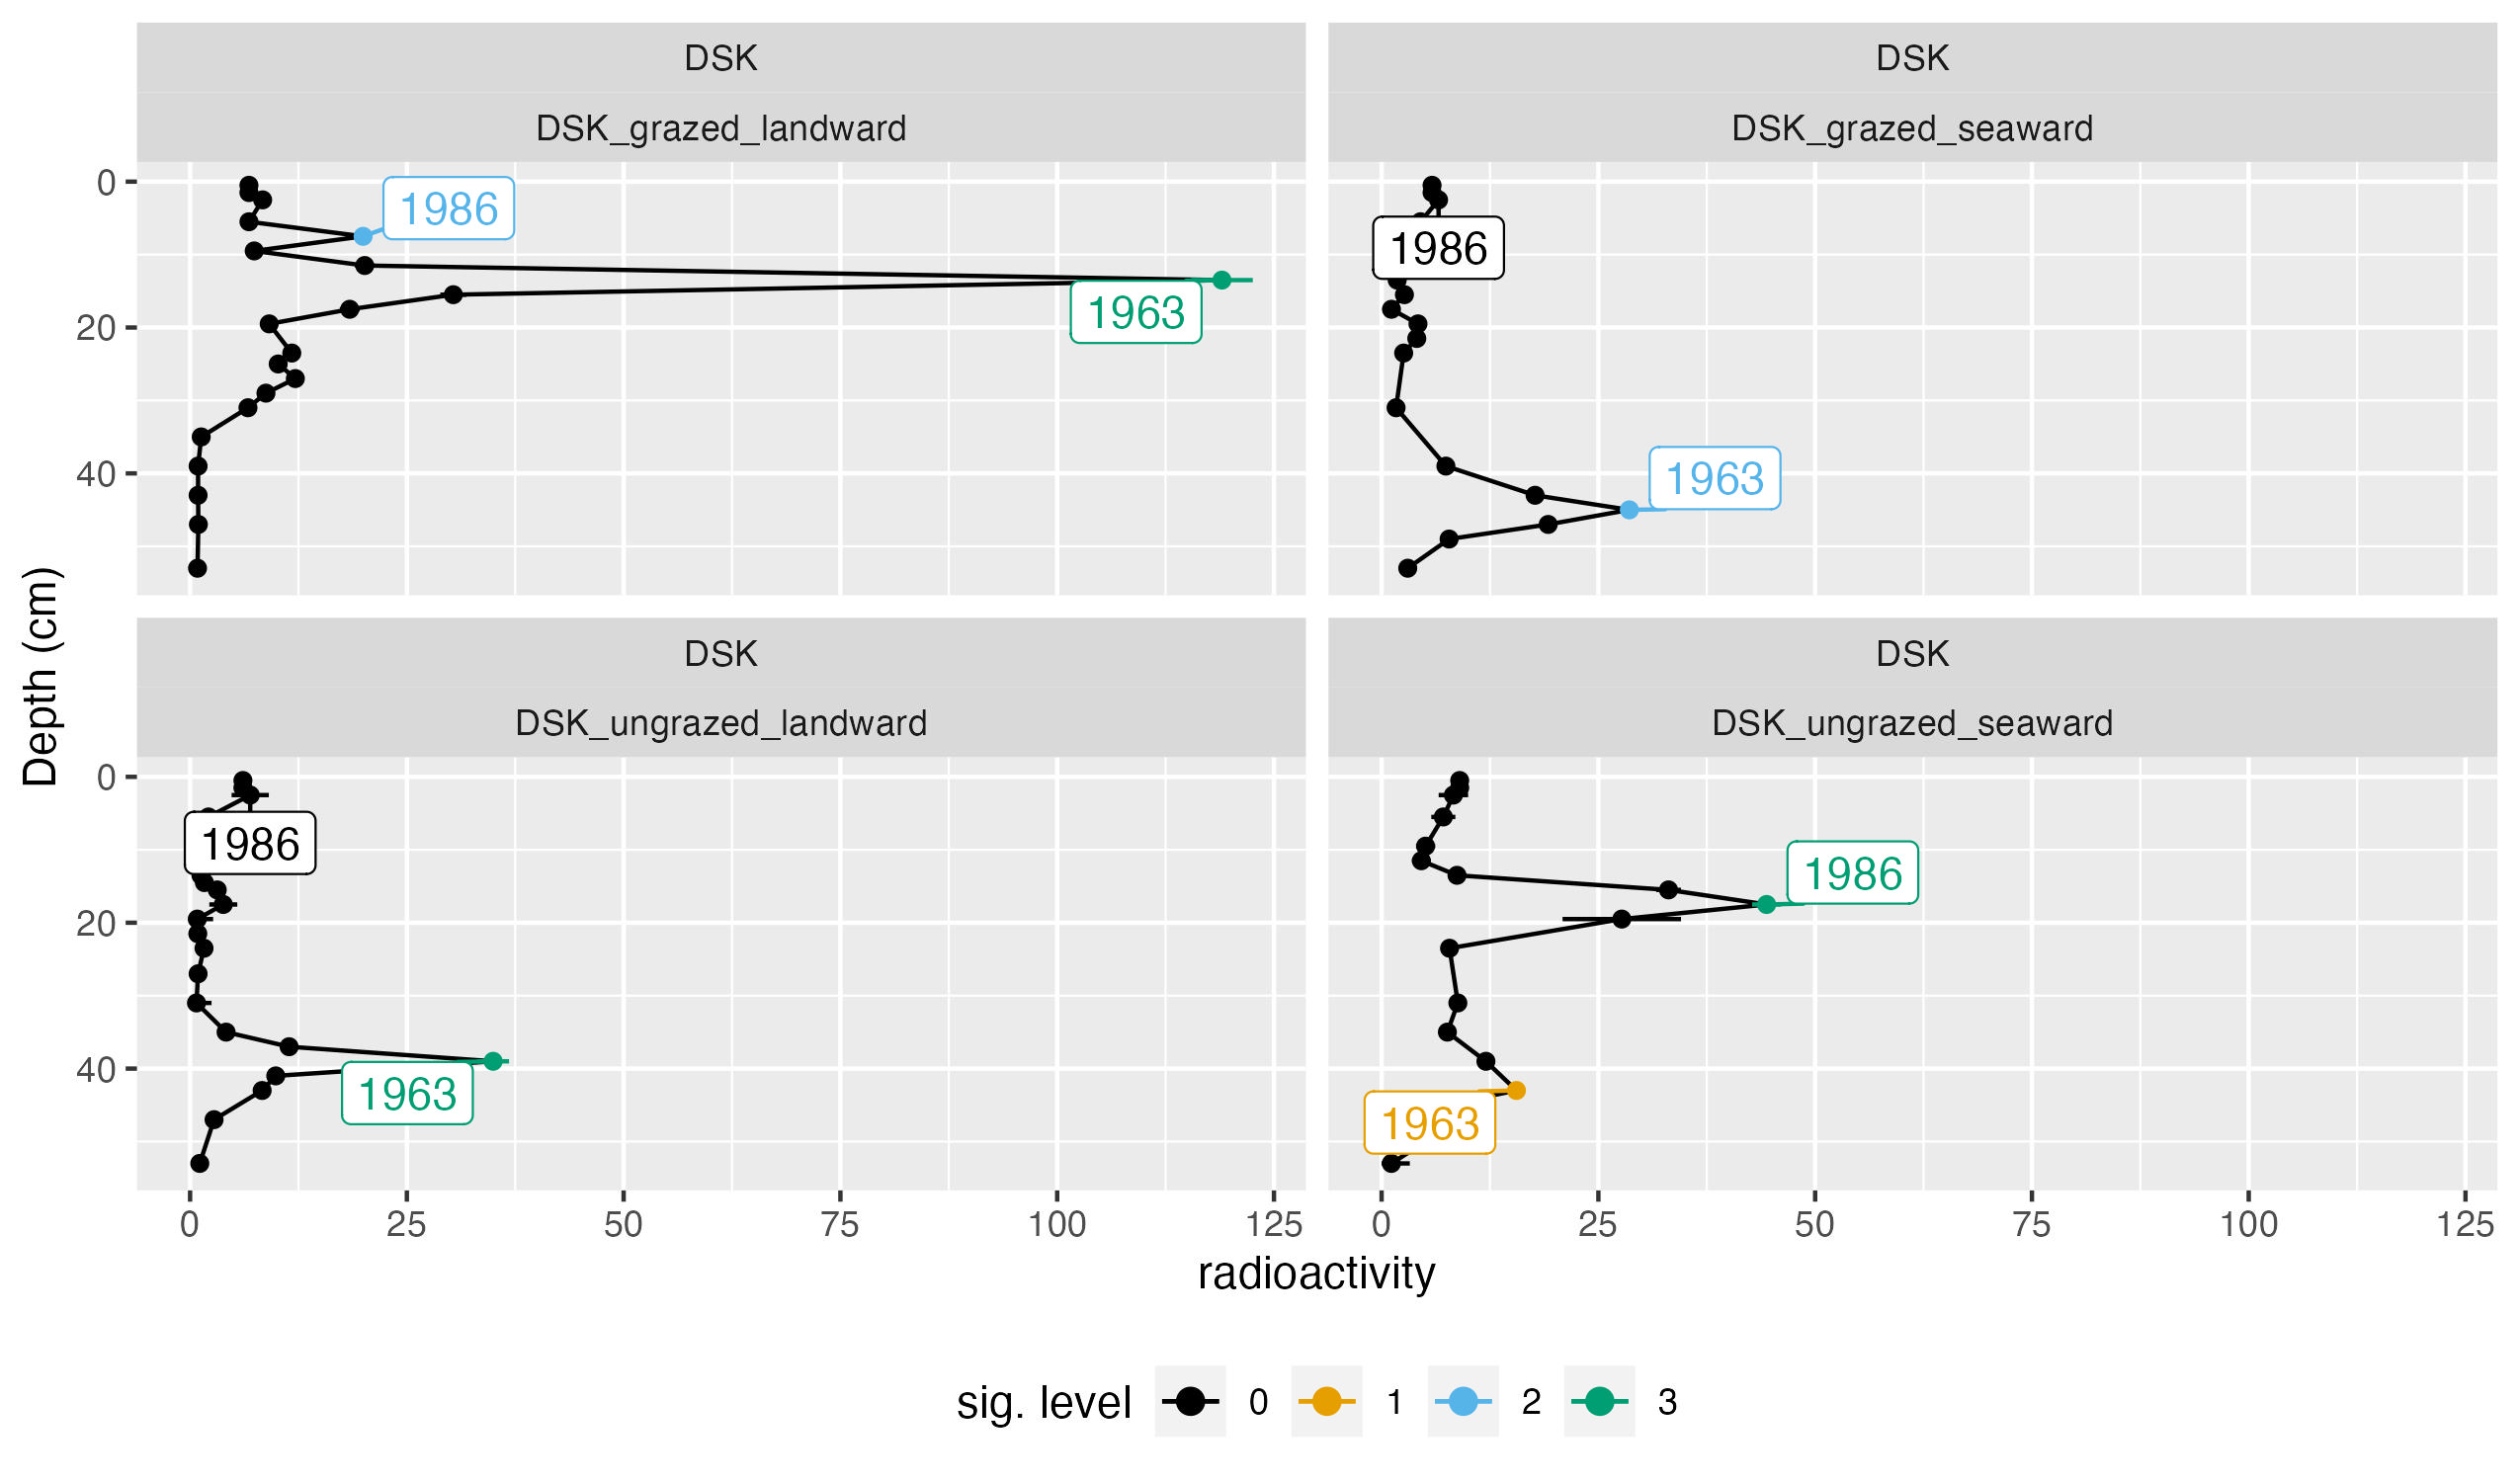 DSK
DSK_grazed_landward
DSK
DSK_grazed_seaward
0
20
40
1986
1963
1986
1963
Depth (cm)
DSK
DSK_ungrazed_landward
DSK
DSK_ungrazed_seaward
0
20
40
1986
1963
1986
1963
0 25 50 75 100 125 0 25 50 75 100 125
radioactivity
sig. level 0 1 2 3